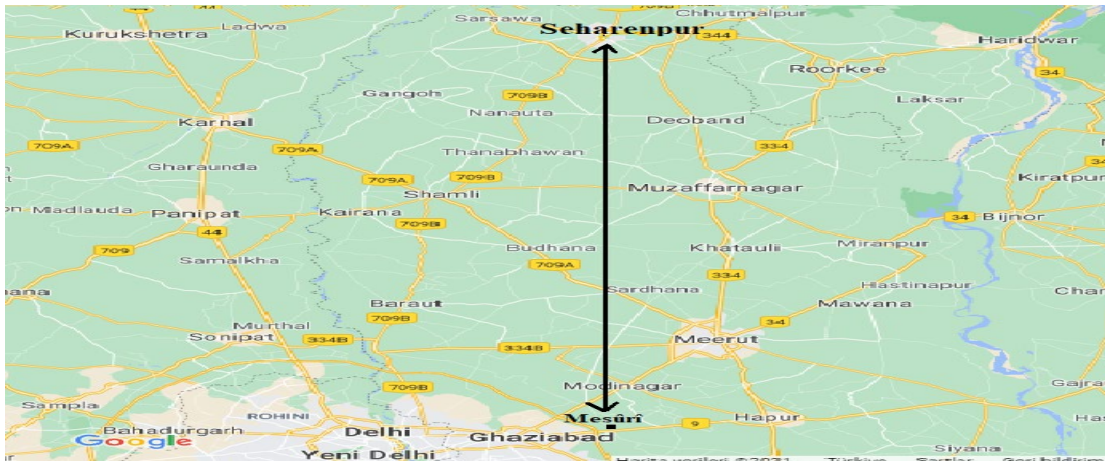 Sarsawa
Chhutmalpur
Ladwa
Kurukshetra
Seharenpur
344
Haridwar
Roorkee
34
Gangoh
709B
Nanauta
Laksar
Karnal
Deoband
709A
709A
Thanabhawan
334
Gharaunda
709A
709B
Shamli
Muzaffarnagar
Kiratpur
Madlauda
Panipat
Kairana
709B
34
Bijnor
44
709
Samalkha
Budhana
Khatauli
Miranpur
709A
334
Sardhana
Hastinapur
Baraut
Mawana
709B
34
Murthal
Sonipat
334B
334B
Meerut
709B
Modinagar
Sampla
ROHINI
Mesûrî
9
Hapur
Bahadurgarh
Delhi
Ghaziabad
Google
Yeni Delhi
Siyana